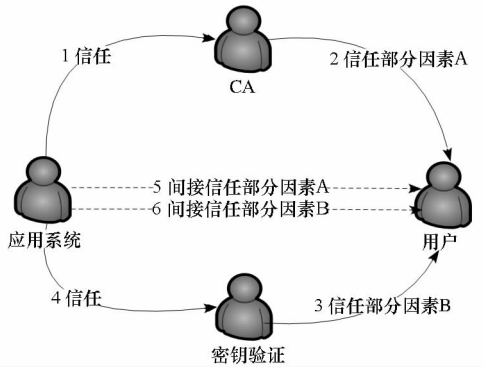 1 信任
CA
2 信任部分因素A
5 间接信任部分因素A
6 间接信任部分因素B
应用系统
用户
4 信任
3 信任部分因素B
密钥验证